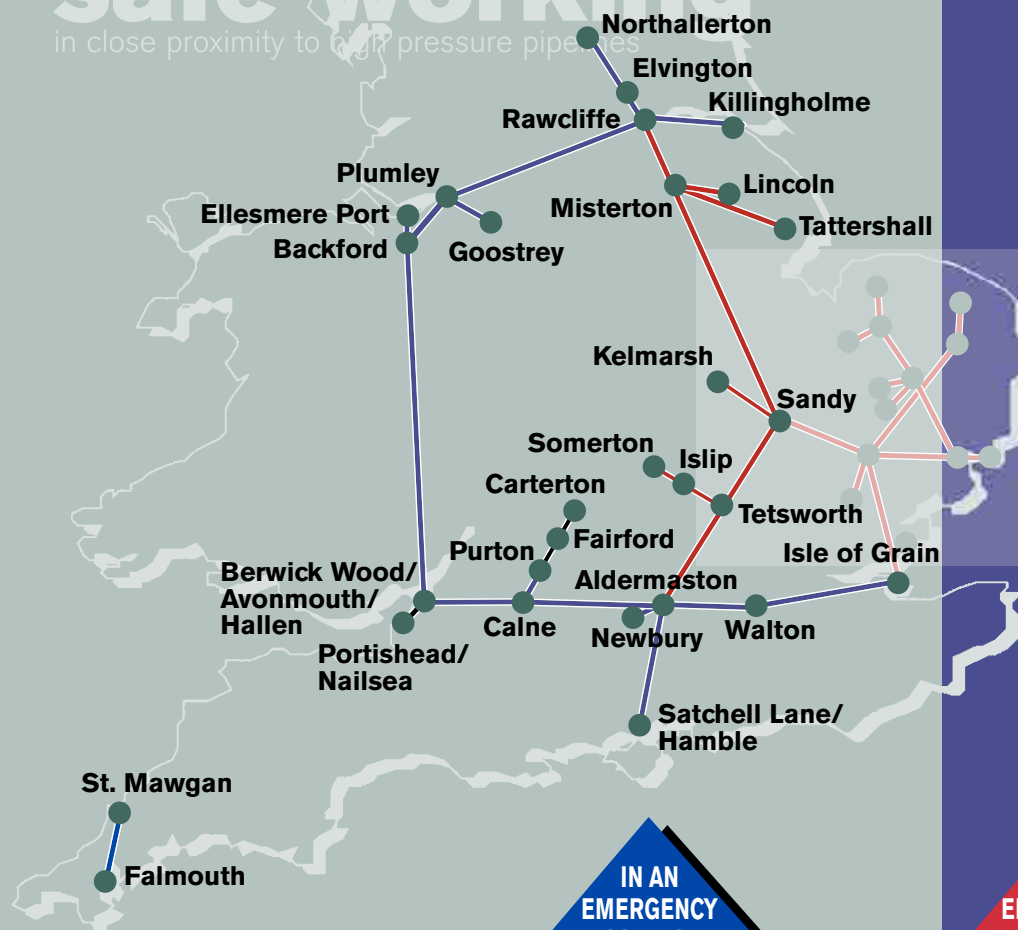 safe working
in close proximity to high pressure pipelines
Northallerton
Elvington
Killingholme
Rawcliffe
Plumley
Lincoln
Ellesmere Port
Misterton
Tattershall
Backford
Goostrey
Kelmarsh
Sandy
Somerton
Islip
Carterton
Tetsworth
Fairford
Purton
Isle of Grain
Berwick Wood/
Avonmouth/
Hallen
Aldermaston
Calne
Newbury
Walton
Portishead/
Nailsea
Satchell Lane/
Hamble
St. Mawgan
Falmouth
IN AN
EMERGENCY